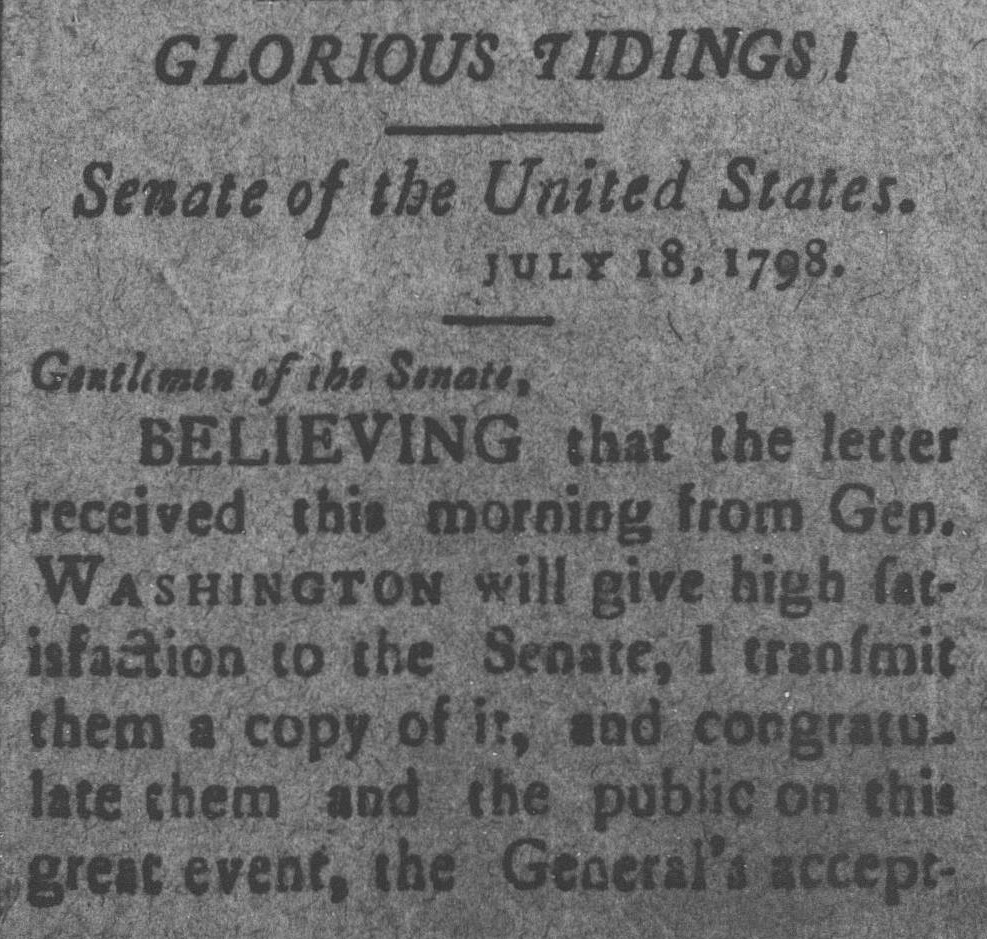 GLORIOUS TIDINGS!
Senate of the United States.
JULY 18, 1798.
Gentlemen of the Senate,
BELIEVING that the letter
received this morning from Gen.
WASHINGTON will give high ſat-
isfaction to the Senate, I tranſmit
them a copy of it, and congratu-
late them and the public on this
great event, the General's accept-